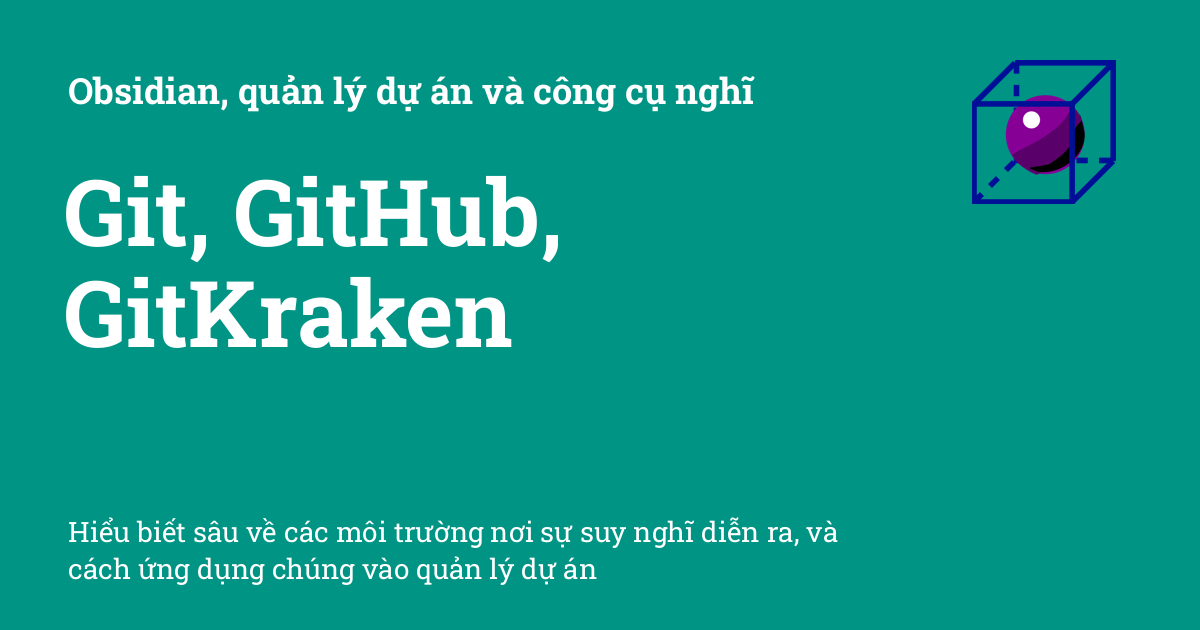 Obsidian, quản lý dự án và công cụ nghĩ
Git, GitHub,
GitKraken
Hiểu biết sâu về các môi trường nơi sự suy nghĩ diễn ra, và
cách ứng dụng chúng vào quản lý dự án